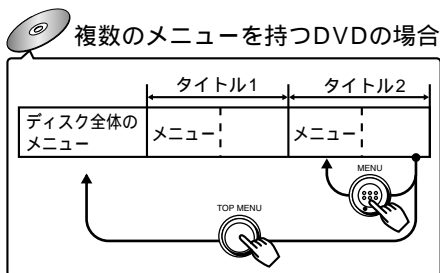 複数のメニューを持つDVDの場合
タイトル1 タイトル2
ディスク全体の
メニュー
メニュー メニュー
MENU
TOP MENU